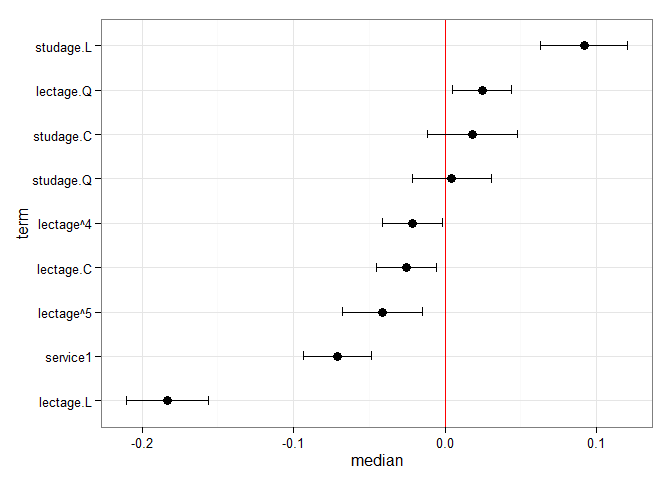 studage.L
lectage.Q
studage.C
studage.Q
lectage^4
lectage.C
lectage^5
service1
lectage.L
term
-0.2 -0.1 0.0 0.1
median